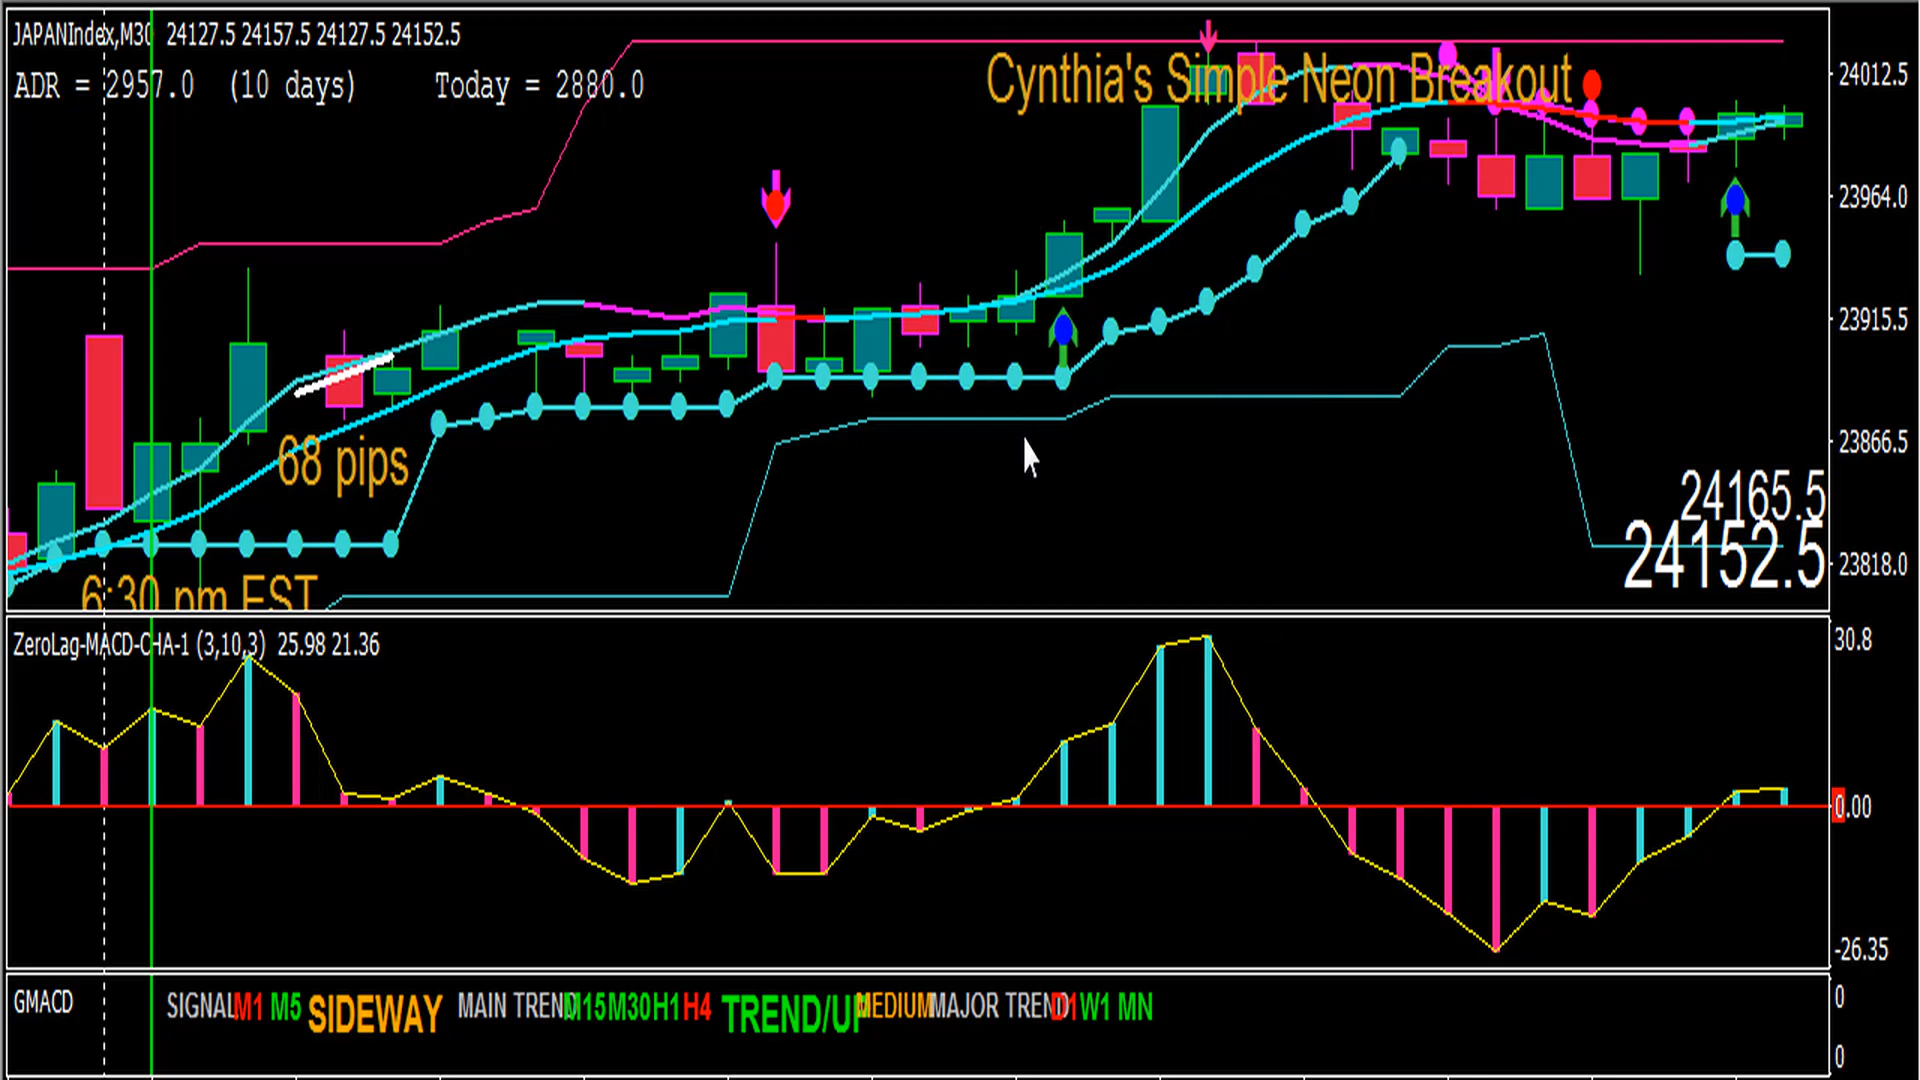 JAPANIndex,M30 24127.5 24157.5 24127.5 24152.5
ADR = 2957.0 (10 days) Today = 2880.0
Cynthia's Simple Neon Breakout
24012.5
23964.0
23915.5
23866.5
23818.0
68 pips
24165.5
24152.5
6:30 pm EST
ZeroLag-MACD-CHA-1 (3,10,3) 25.98 21.36
30.8
0.00
-26.35
GMACD SIGNAL M1 M5 SIDEWAY MAIN TREND M15 M30 H1 H4 TREND/UP MEDIUM MAJOR TREND D1 W1 MN
0
0